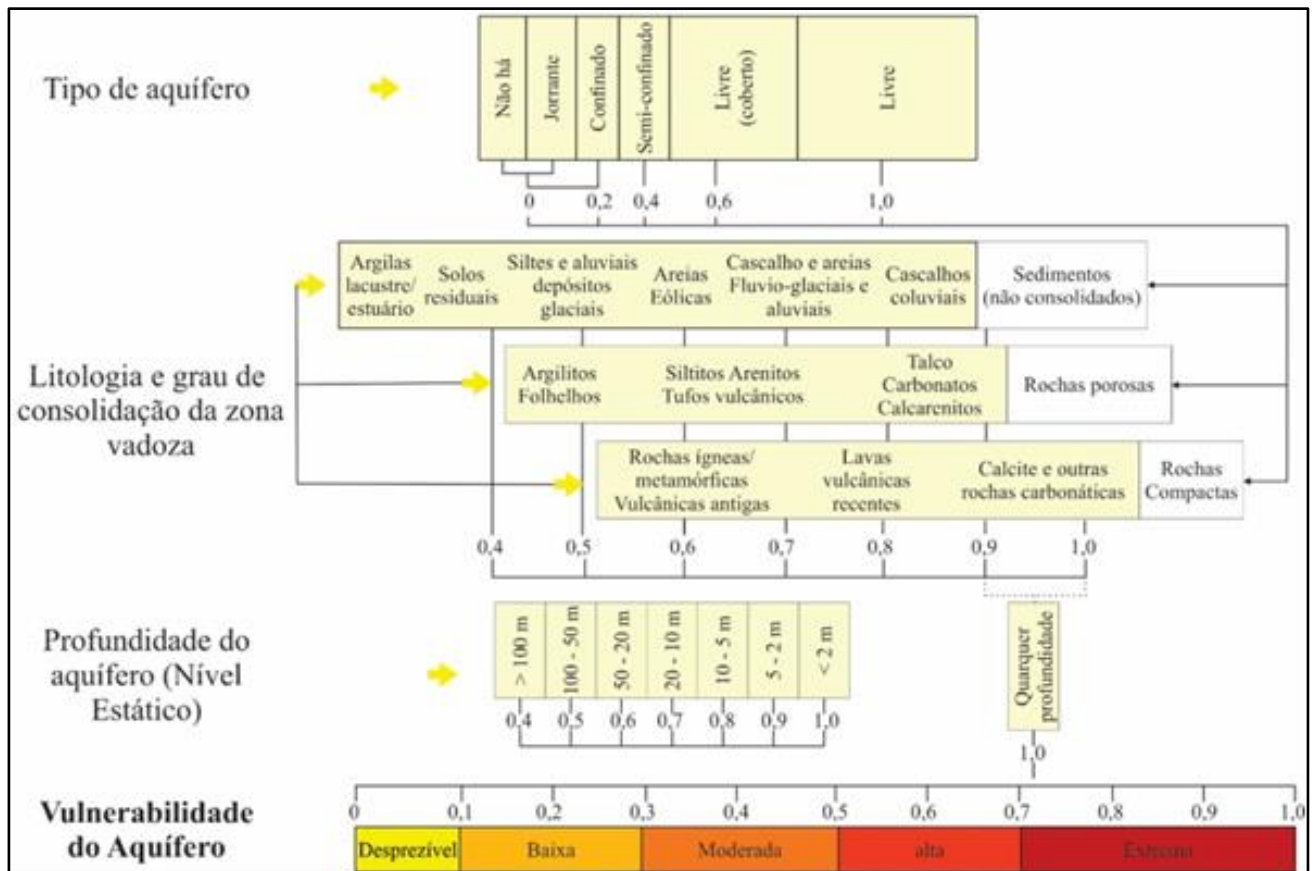 Tipo de aquífero
Não há
Jorrante
Confinado
Semi-confinado
Livre
(coberto)
Livre
0 0,2 0,4 0,6 1,0
Argilas
lacustre/
estuário
Solos
residuais
Siltes e aluviais
depósitos
glaciais
Areias
Eólicas
Cascalho e areias
Fluvio-glaciais e
aluviais
Cascalhos
coluviais
Sedimentos
(não consolidados)
Litologia e grau de
consolidação da zona
vadoza
Argilitos
Folhelhos
Siltitos Arenitos
Tufos vulcânicos
Talco
Carbonatos
Calcarenitos
Rochas porosas
Rochas ígneas/
metamórficas
Vulcânicas antigas
Lavas
vulcânicas
recentes
Calcite e outras
rochas carbonáticas
Rochas
Compactas
0,4 0,5 0,6 0,7 0,8 0,9 1,0
Profundidade do
aquífero (Nível
Estático)
> 100 m
100 - 50 m
50 - 20 m
20 - 10 m
10 - 5 m
5 - 2 m
< 2 m
Quarquer
profundidade
0,4 0,5 0,6 0,7 0,8 0,9 1,0
1,0
Vulnerabilidade
do Aquífero
0 0,1 0,2 0,3 0,4 0,5 0,6 0,7 0,8 0,9 1,0
Desprezível Baixa Moderada alta Extrema